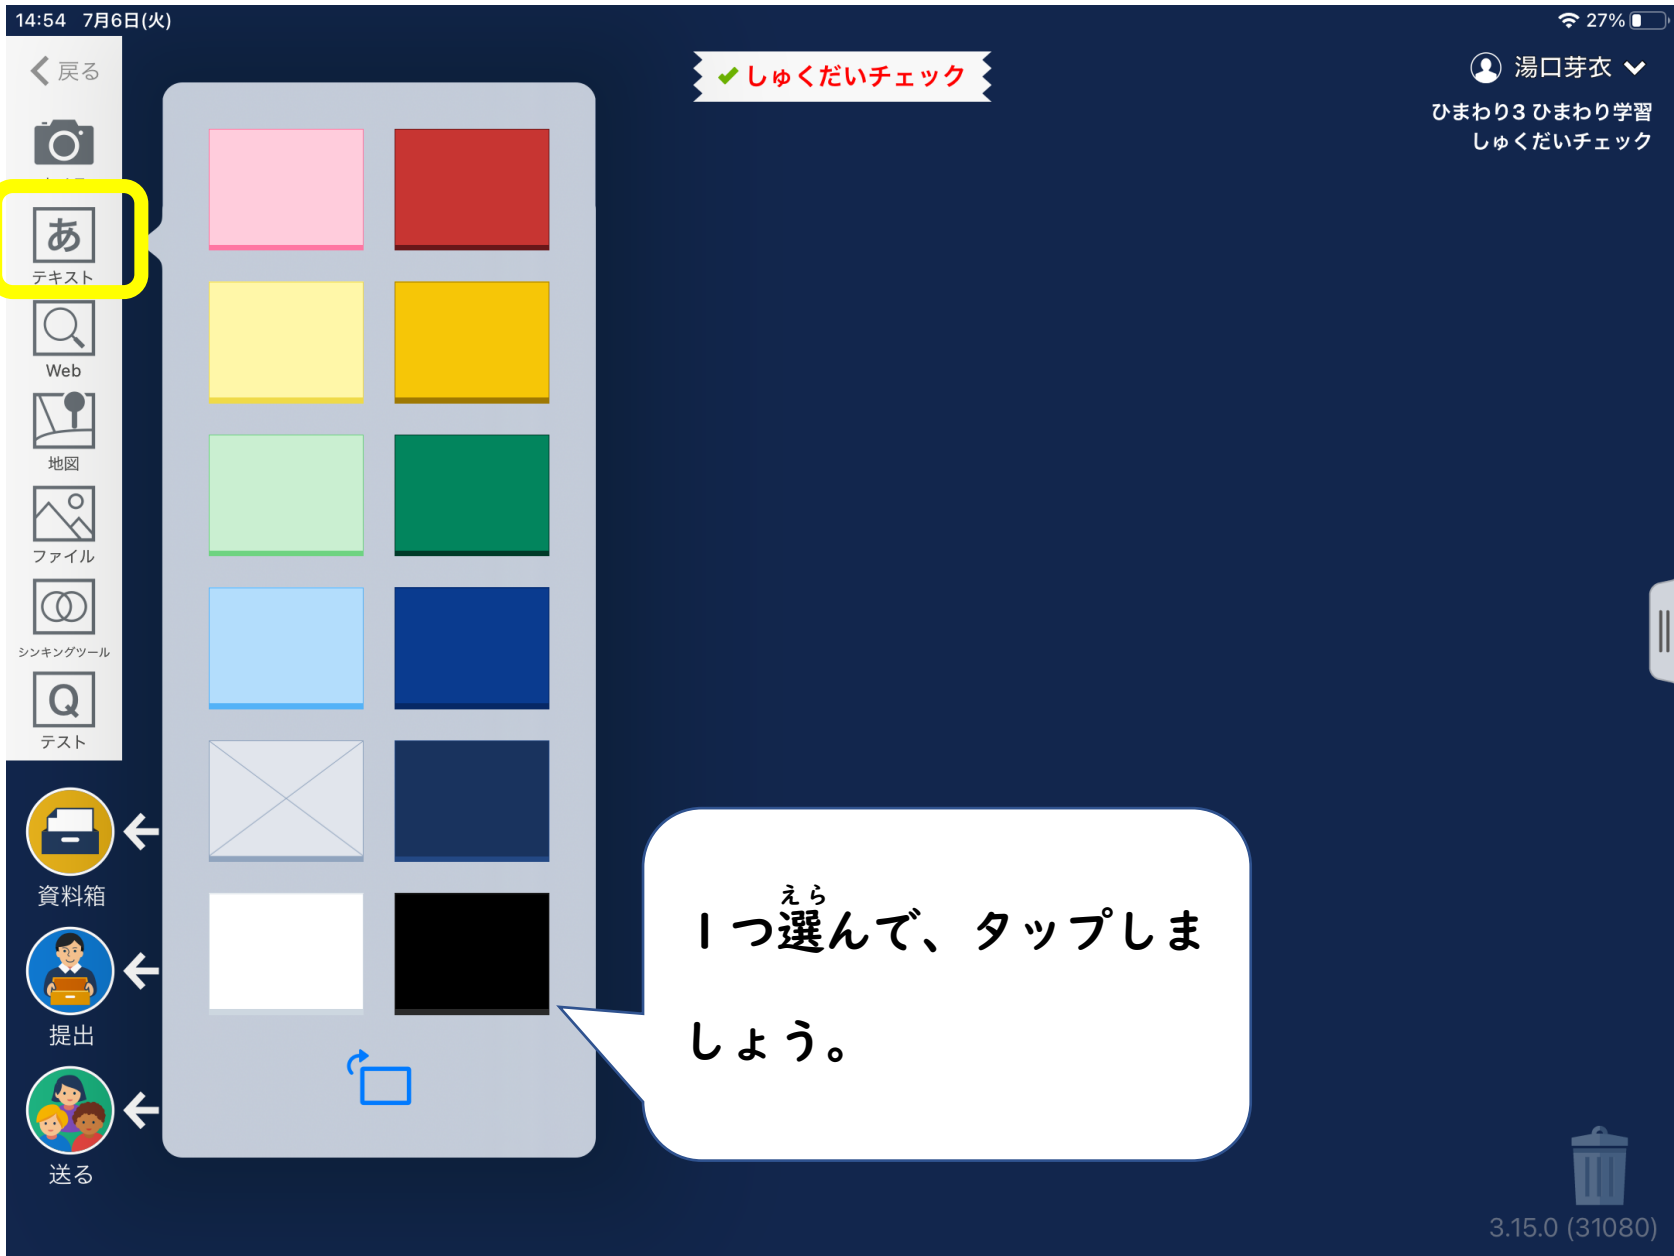 14:54 7月6日(火)
27%
戻る
しゅくだいチェック
湯口芽衣
ひまわり3 ひまわり学習
しゅくだいチェック
あ
テキスト
Web
地図
ファイル
シンキングツール
Q
テスト
資料箱
提出
送る
えら
1つ選んで、タップしま
しょう。
3.15.0 (31080)